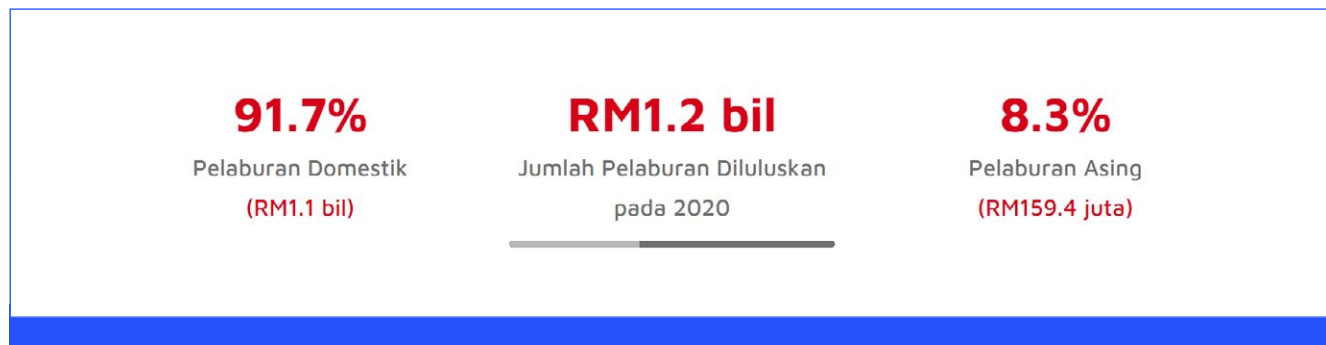 91.7%
Pelaburan Domestik
(RM1.1 bil)
RM1.2 bil
Jumlah Pelaburan Diluluskan
pada 2020
8.3%
Pelaburan Asing
(RM159.4 juta)